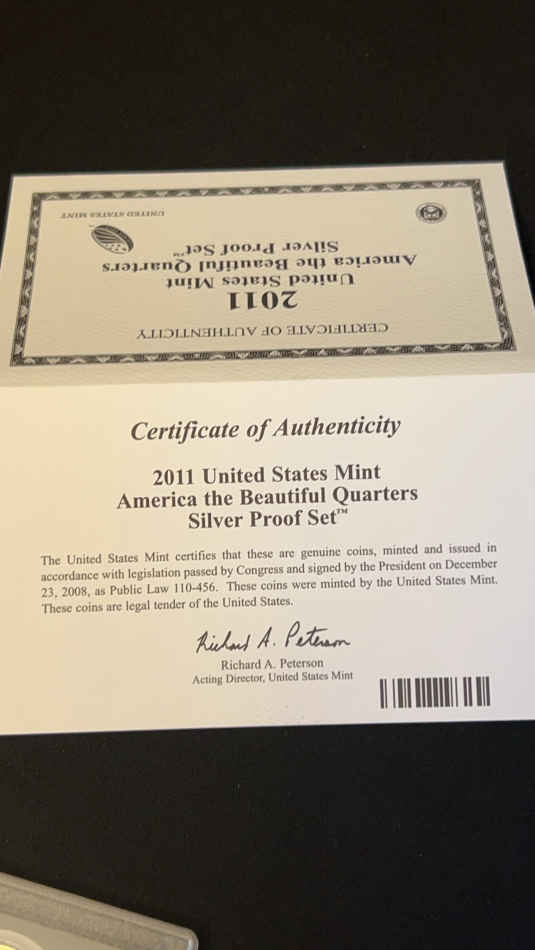 UNITED STATES MINT
Silver Proof Set™
America the Beautiful Quarters
United States Mint
2011
CERTIFICATE OF AUTHENTICITY
Certificate of Authenticity
2011 United States Mint
America the Beautiful Quarters
Silver Proof Set™
The United States Mint certifies that these are genuine coins, minted and issued in
accordance with legislation passed by Congress and signed by the President on December
23, 2008, as Public Law 110-456. These coins were minted by the United States Mint.
These coins are legal tender of the United States.
Richard A. Peterson
Richard A. Peterson
Acting Director, United States Mint